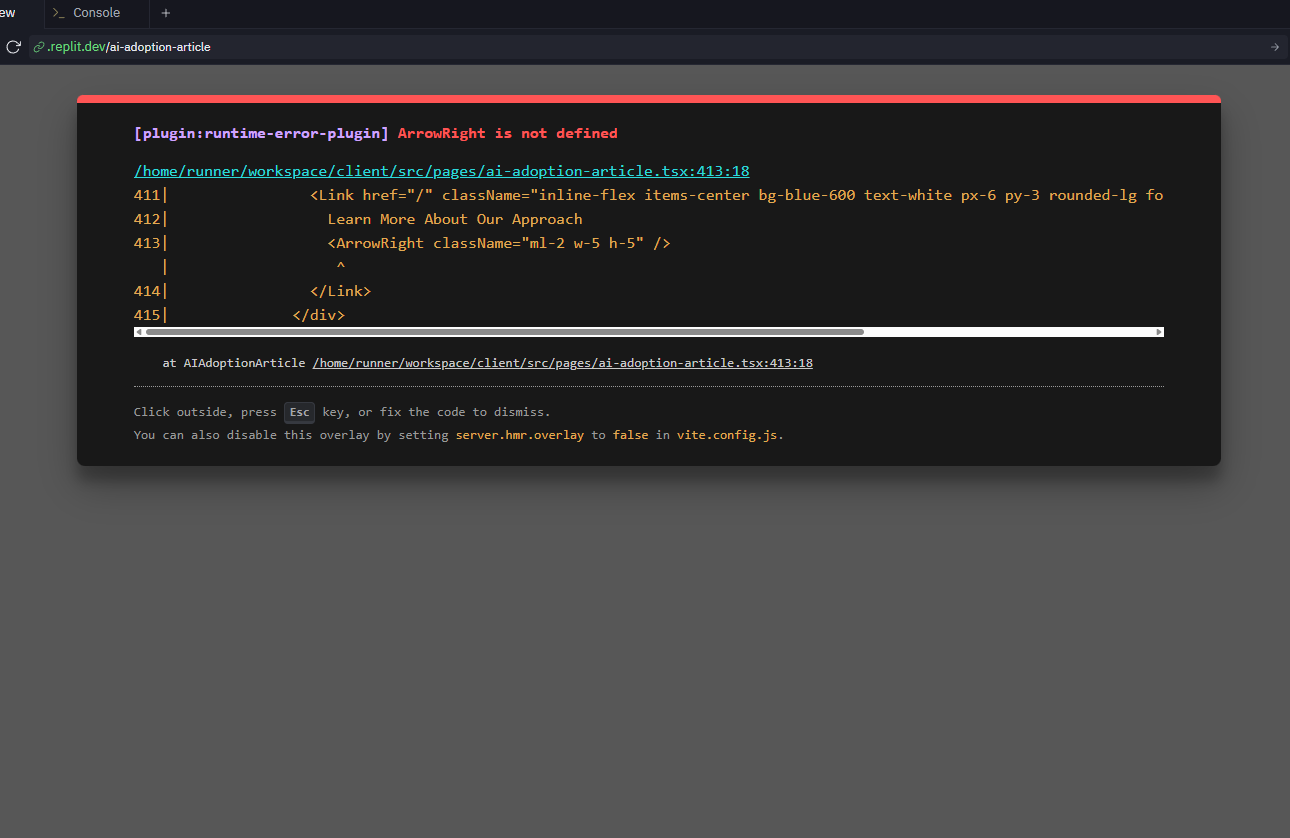 ew >_ Console +
.replit.dev/ai-adoption-article
[plugin:runtime-error-plugin] ArrowRight is not defined
/home/runner/workspace/client/src/pages/ai-adoption-article.tsx:413:18
411| <Link href="/" className="inline-flex items-center bg-blue-600 text-white px-6 py-3 rounded-lg fo
412| Learn More About Our Approach
413| <ArrowRight className="ml-2 w-5 h-5" />
| ^
414| </Link>
415| </div>
at AIAdoptionArticle /home/runner/workspace/client/src/pages/ai-adoption-article.tsx:413:18
Click outside, press Esc key, or fix the code to dismiss.
You can also disable this overlay by setting server.hmr.overlay to false in vite.config.js.